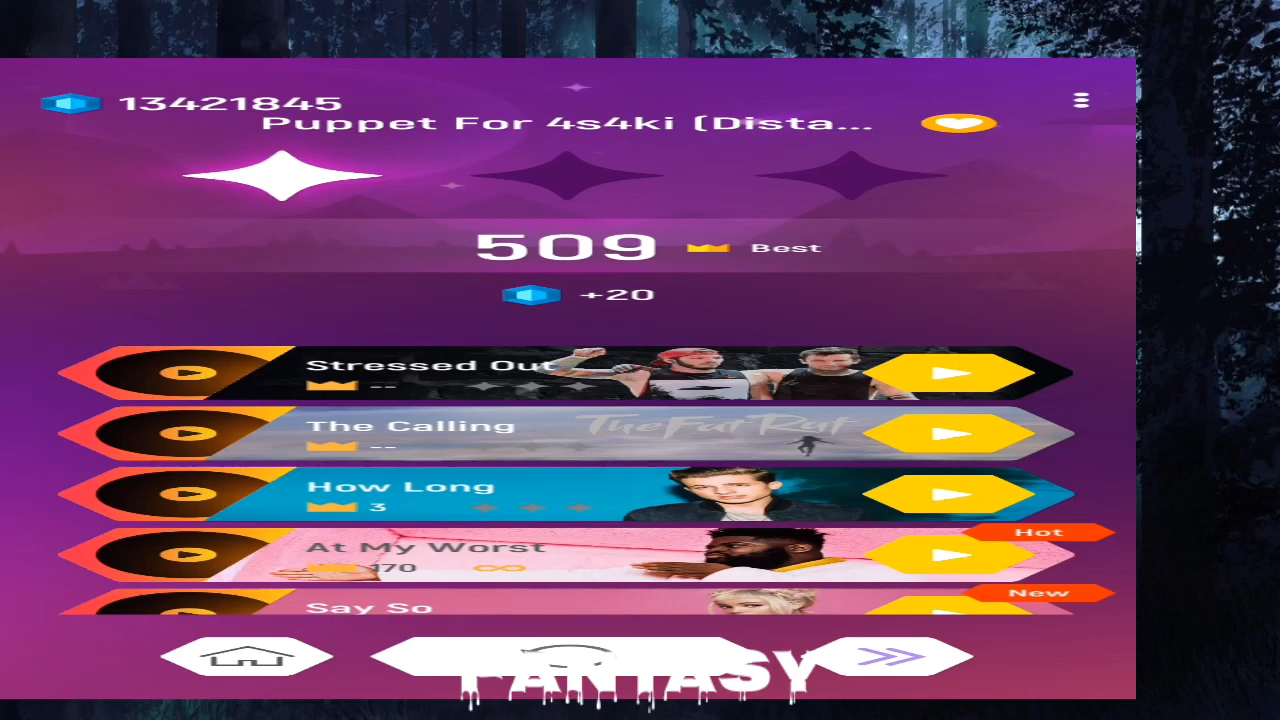 13421845
Puppet For 4s4ki (Dista...
509 Best
+20
Stressed Out
--
The Calling
TheFatRat
--
How Long
3
Hot
At My Worst
170
New
Say So
FANTASY